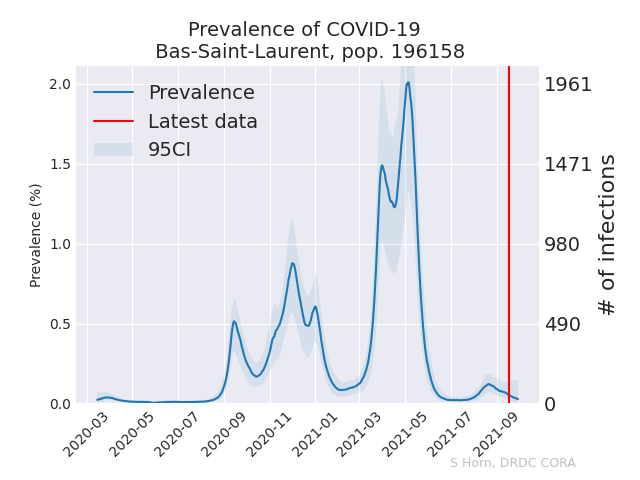 Prevalence of COVID-19
Bas-Saint-Laurent, pop. 196158
Prevalence
Latest data
95CI
Prevalence (%)
2.0
1.5
1.0
0.5
0.0
1961
1471
980
490
0
# of infections
2020-03
2020-05
2020-07
2020-09
2020-11
2021-01
2021-03
2021-05
2021-07
2021-09
S Horn, DRDC CORA